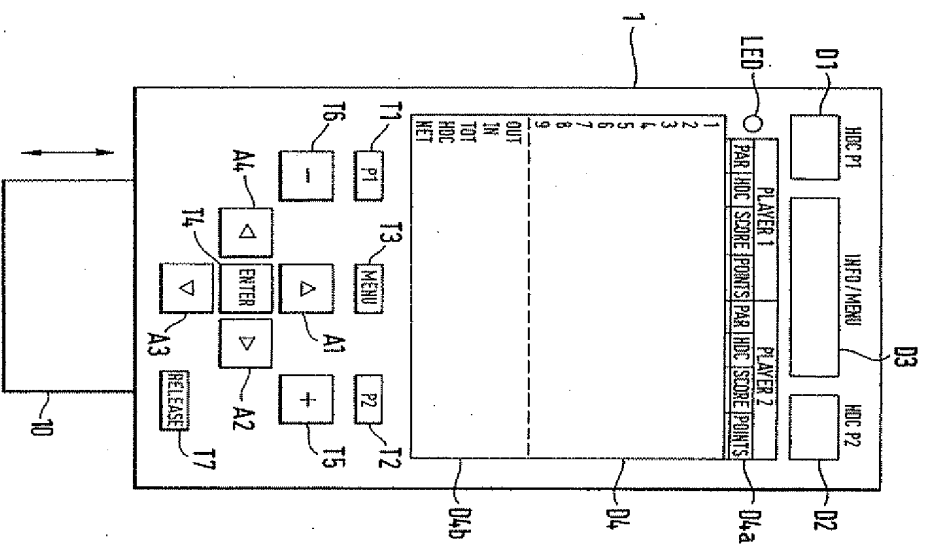 D3
HDC P1 INFO/MENU HDC P2
D1
D2
PLAYER 1 PLAYER 2
LED
PAR HDC SCORE POINTS PAR HDC SCORE POINTS
D4a
1
1
2
3
4
5
6
7
8
9
D4
OUT
IN
TOT
HDC
NET
D4b
T1 T3 T2
P1 MENU P2
T6 A1 T5
− +
A4 ENTER A2
T4
T7
RELEASE
A3
10